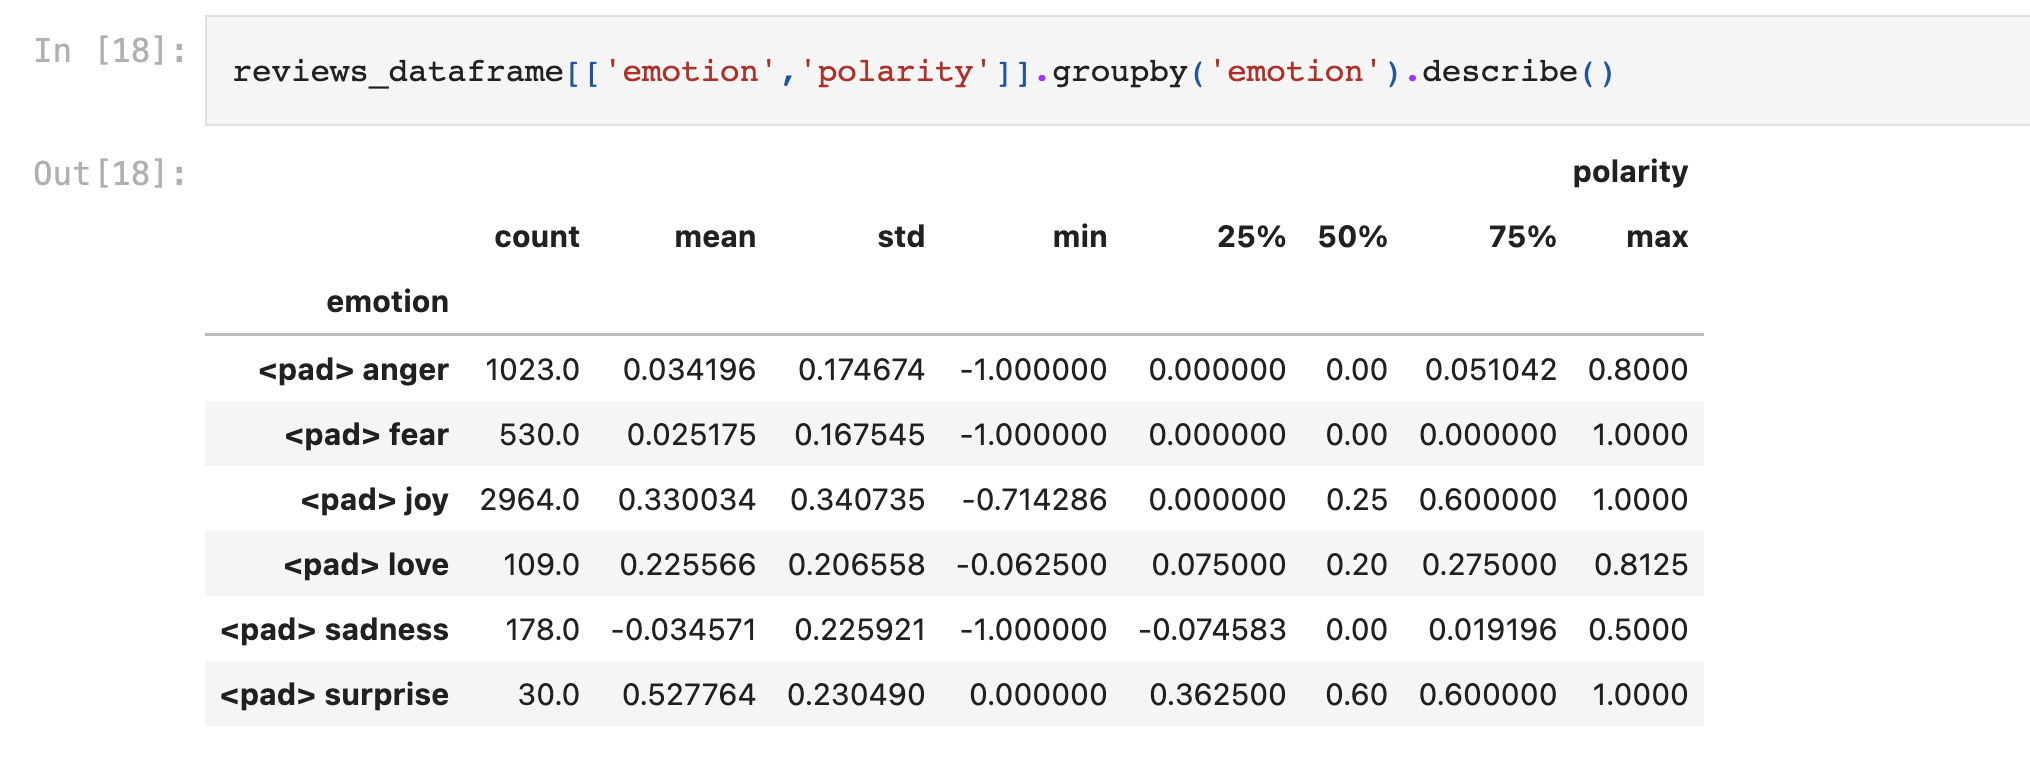 In [18]:
reviews_dataframe[['emotion','polarity']].groupby('emotion').describe()
Out[18]:
polarity
count mean std min 25% 50% 75% max
emotion
<pad> anger 1023.0 0.034196 0.174674 -1.000000 0.000000 0.00 0.051042 0.8000
<pad> fear 530.0 0.025175 0.167545 -1.000000 0.000000 0.00 0.000000 1.0000
<pad> joy 2964.0 0.330034 0.340735 -0.714286 0.000000 0.25 0.600000 1.0000
<pad> love 109.0 0.225566 0.206558 -0.062500 0.075000 0.20 0.275000 0.8125
<pad> sadness 178.0 -0.034571 0.225921 -1.000000 -0.074583 0.00 0.019196 0.5000
<pad> surprise 30.0 0.527764 0.230490 0.000000 0.362500 0.60 0.600000 1.0000